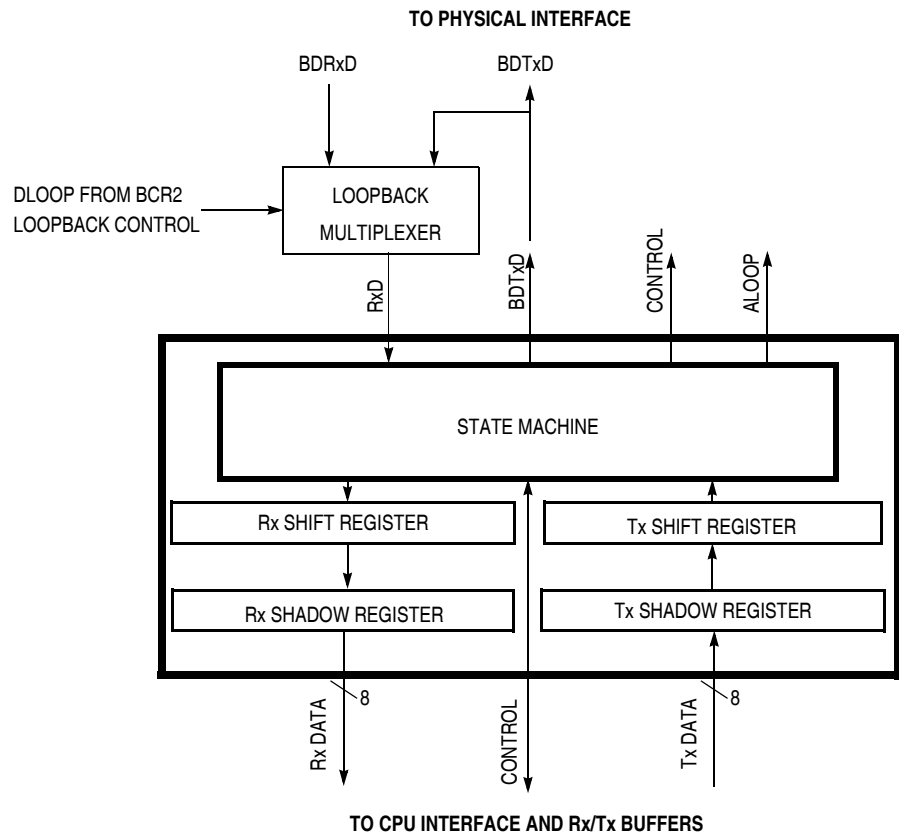 TO PHYSICAL INTERFACE
BDRxD
BDTxD
DLOOP FROM BCR2
LOOPBACK CONTROL
LOOPBACK
MULTIPLEXER
RxD
BDTxD
CONTROL
ALOOP
STATE MACHINE
Rx SHIFT REGISTER
Tx SHIFT REGISTER
Rx SHADOW REGISTER
Tx SHADOW REGISTER
8
8
Rx DATA
CONTROL
Tx DATA
TO CPU INTERFACE AND Rx/Tx BUFFERS